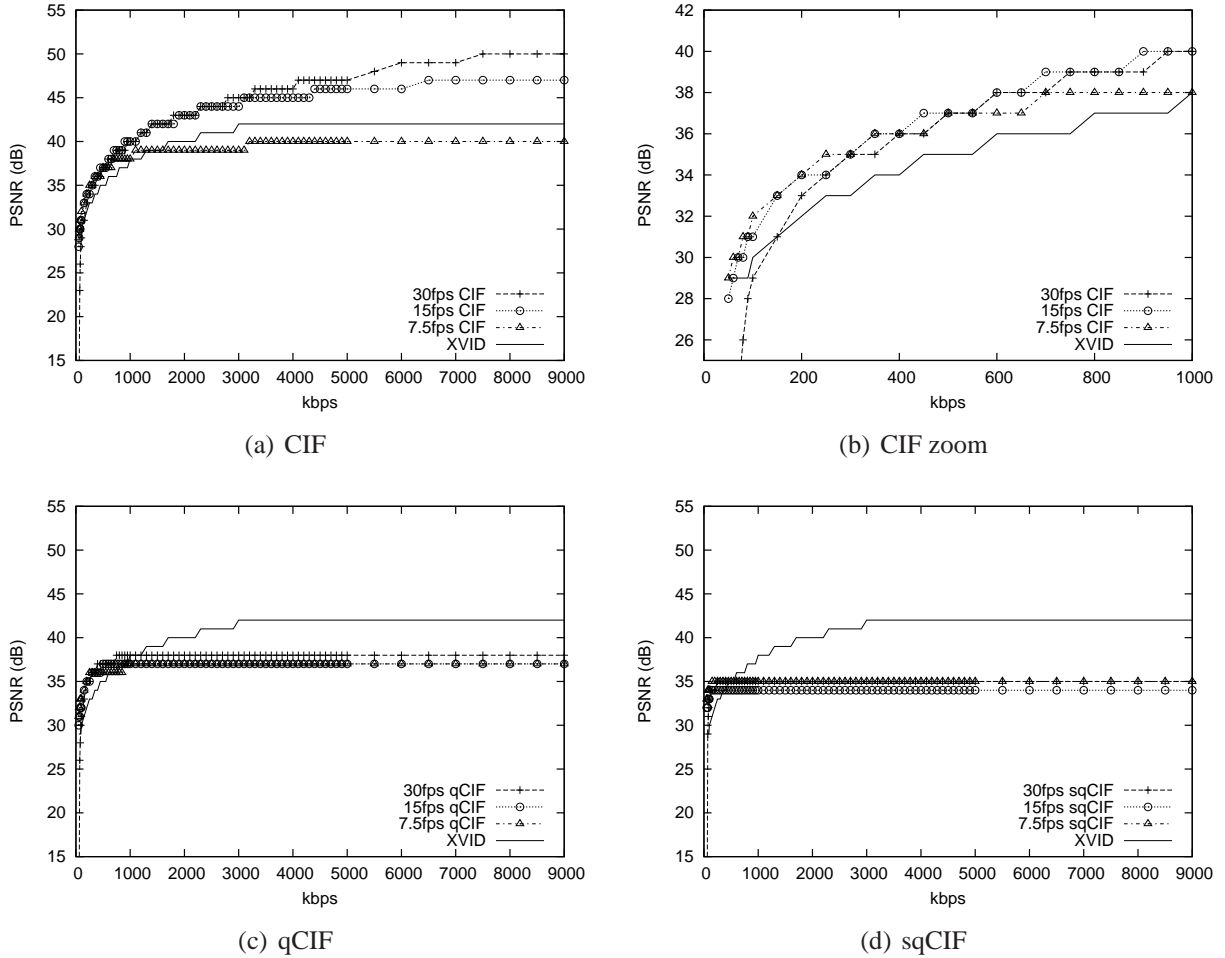 55
50
45
40
35
30
25
20
15
PSNR (dB)
30fps CIF
15fps CIF
7.5fps CIF
XVID
0 1000 2000 3000 4000 5000 6000 7000 8000 9000
kbps
(a) CIF
42
40
38
36
34
32
30
28
26
PSNR (dB)
30fps CIF
15fps CIF
7.5fps CIF
XVID
0 200 400 600 800 1000
kbps
(b) CIF zoom
55
50
45
40
35
30
25
20
15
PSNR (dB)
30fps qCIF
15fps qCIF
7.5fps qCIF
XVID
0 1000 2000 3000 4000 5000 6000 7000 8000 9000
kbps
(c) qCIF
55
50
45
40
35
30
25
20
15
PSNR (dB)
30fps sqCIF
15fps sqCIF
7.5fps sqCIF
XVID
0 1000 2000 3000 4000 5000 6000 7000 8000 9000
kbps
(d) sqCIF